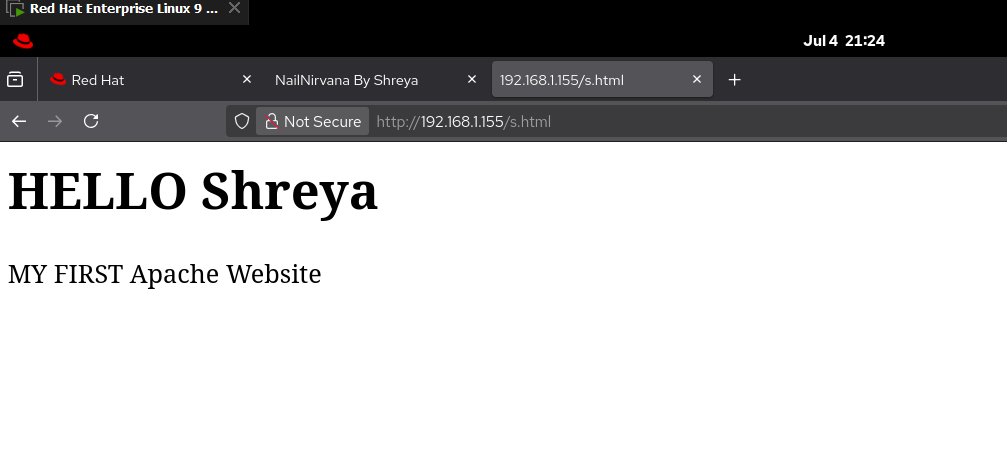 Red Hat Enterprise Linux 9 ...
Jul 4 21:24
Red Hat
NailNirvana By Shreya
192.168.1.155/s.html
Not Secure
http://192.168.1.155/s.html
HELLO Shreya
MY FIRST Apache Website